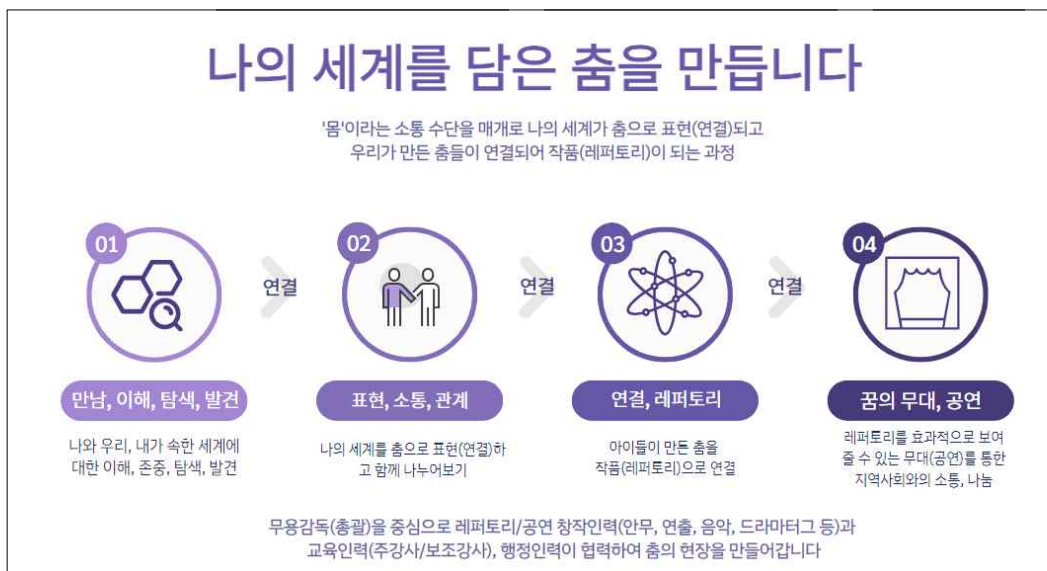 나의 세계를 담은 춤을 만듭니다
'몸'이라는 소통 수단을 매개로 나의 세계가 춤으로 표현(연결)되고
우리가 만든 춤들이 연결되어 작품(레퍼토리)이 되는 과정
01
연결
02
연결
03
연결
04
만남, 이해, 탐색, 발견
나와 우리, 내가 속한 세계에
대한 이해, 존중, 탐색, 발견
표현, 소통, 관계
나의 세계를 춤으로 표현(연결)하
고 함께 나누어보기
연결, 레퍼토리
아이들이 만든 춤을
작품(레퍼토리)으로 연결
꿈의 무대, 공연
레퍼토리를 효과적으로 보여
줄 수 있는 무대(공연)를 통한
지역사회와의 소통, 나눔
무용감독(총괄)을 중심으로 레퍼토리/공연 창작인력(안무, 연출, 음악, 드라마터그 등)과
교육인력(주강사/보조강사), 행정인력이 협력하여 춤의 현장을 만들어갑니다